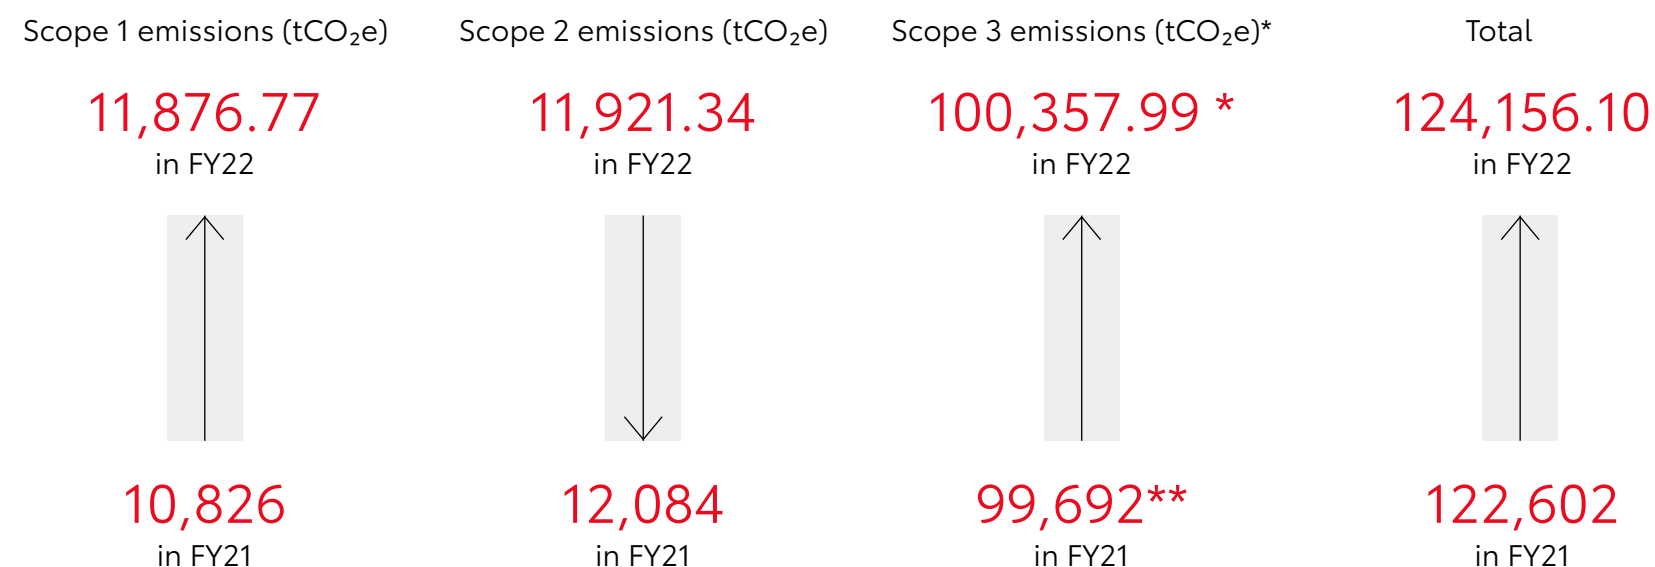 Scope 1 emissions (tCO₂e)
11,876.77
in FY22
10,826
in FY21
Scope 2 emissions (tCO₂e)
11,921.34
in FY22
12,084
in FY21
Scope 3 emissions (tCO₂e)*
100,357.99 *
in FY22
99,692**
in FY21
Total
124,156.10
in FY22
122,602
in FY21